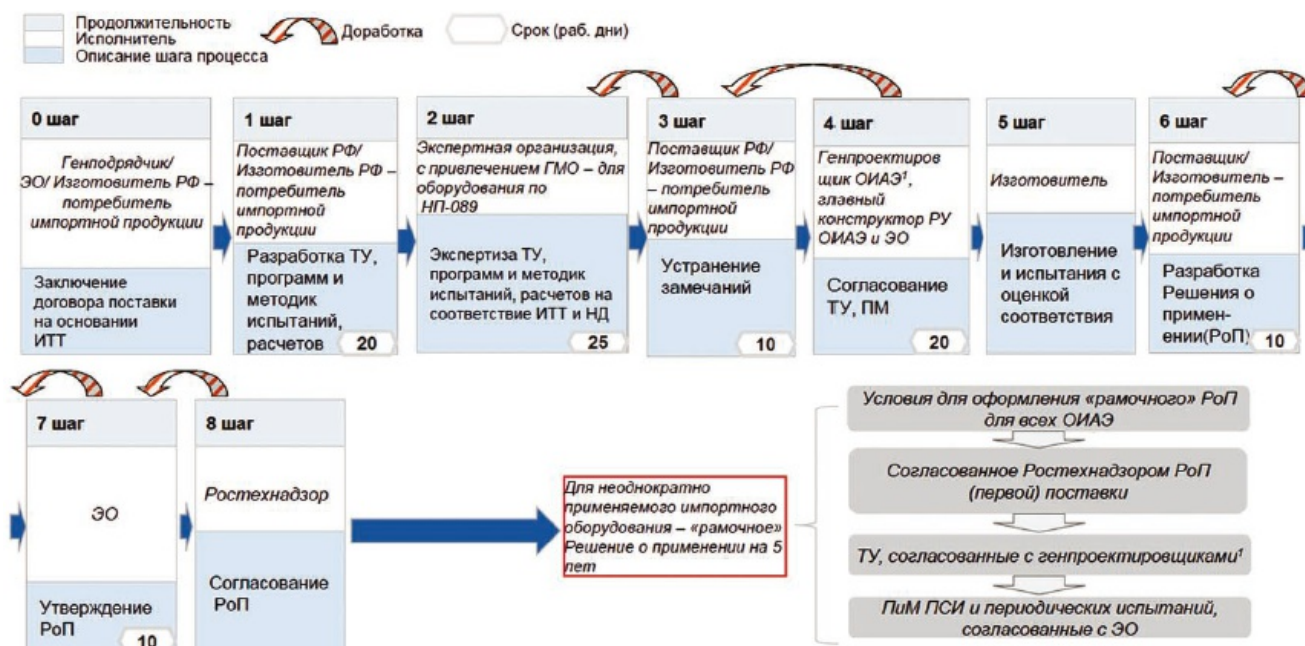 Продолжительность
Исполнитель
Описание шага процесса
Доработка
Срок (раб. дни)
0 шаг
Генподрядчик/
ЭО/ Изготовитель РФ –
потребитель
импортной продукции
Заключение
договора поставки
на основании
ИТТ
1 шаг
Поставщик РФ/
Изготовитель РФ –
потребитель
импортной
продукции
Разработка ТУ,
программ и
методик
испытаний,
расчетов
20
2 шаг
Экспертная организация,
с привлечением ГМО – для
оборудования по
НП-089
Экспертиза ТУ,
программ и методик
испытаний, расчетов на
соответствие ИТТ и НД
25
3 шаг
Поставщик РФ/
Изготовитель РФ
– потребитель
импортной
продукции
Устранение
замечаний
10
4 шаг
Генпроектиров
щик ОИАЭ¹,
главный
конструктор РУ
ОИАЭ и ЭО
Согласование
ТУ, ПМ
20
5 шаг
Изготовитель
Изготовление
и испытания с
оценкой
соответствия
6 шаг
Поставщик/
Изготовитель –
потребитель
импортной
продукции
Разработка
Решения о
примен-
ении(РоП)
10
7 шаг
ЭО
Утверждение
РоП
10
8 шаг
Ростехнадзор
Согласование
РоП
Для неоднократно
применяемого импортного
оборудования – «рамочное»
Решение о применении на 5
лет
Условия для оформления «рамочного» РоП
для всех ОИАЭ
Согласованное Ростехнадзором РоП
(первой) поставки
ТУ, согласованные с генпроектировщиками¹
ПиМ ПСИ и периодических испытаний,
согласованные с ЭО